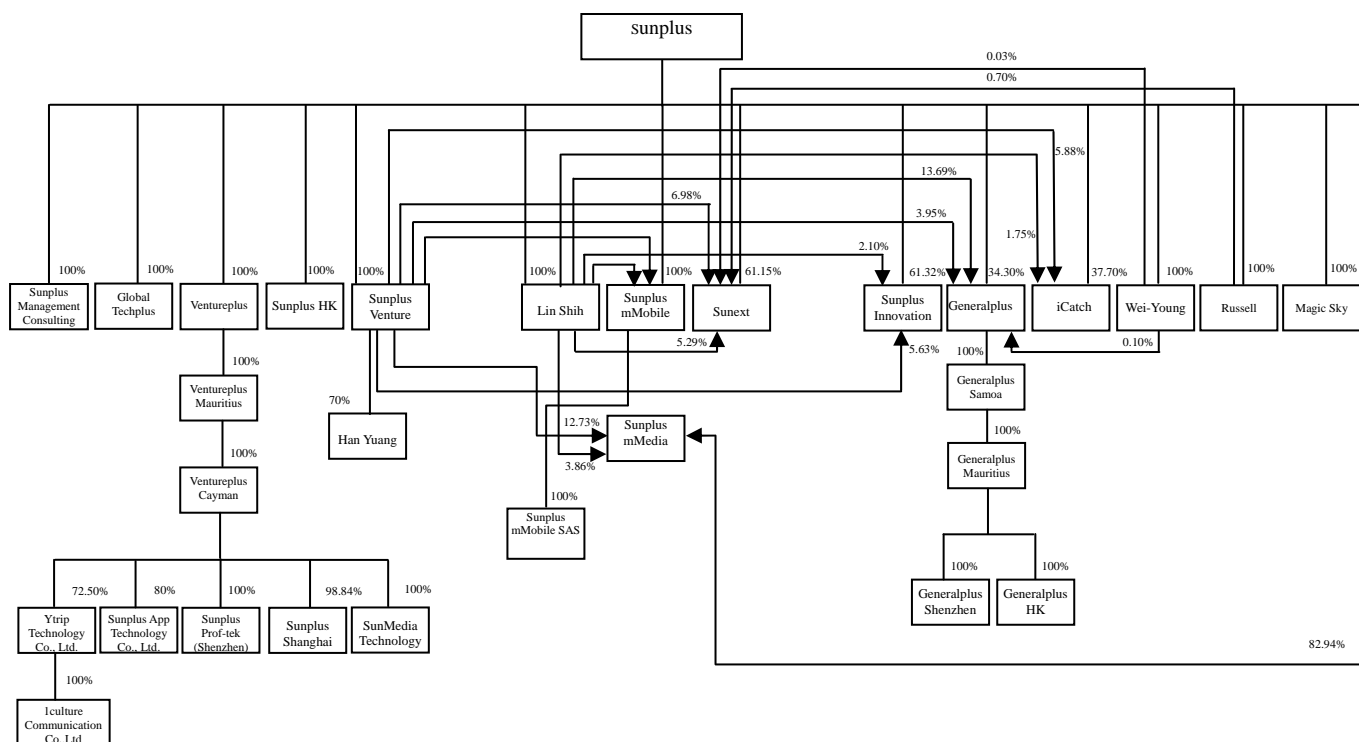 sunplus
0.03%
0.70%
5.88%
13.69%
6.98%
3.95%
1.75%
2.10%
100%
100%
100%
100%
100%
100%
100%
61.15%
61.32%
34.30%
37.70%
100%
100%
100%
Sunplus
Management
Consulting
Global
Techplus
Ventureplus
Sunplus HK
Sunplus
Venture
Lin Shih
Sunplus
mMobile
Sunext
Sunplus
Innovation
Generalplus
iCatch
Wei-Young
Russell
Magic Sky
5.29%
5.63%
0.10%
100%
100%
Ventureplus
Mauritius
Generalplus
Samoa
70%
Han Yuang
12.73%
Sunplus
mMedia
3.86%
100%
100%
Ventureplus
Cayman
Generalplus
Mauritius
100%
Sunplus
mMobile SAS
72.50%
80%
100%
98.84%
100%
100%
100%
Ytrip
Technology
Co., Ltd.
Sunplus App
Technology
Co., Ltd.
Sunplus
Prof-tek
(Shenzhen)
Sunplus
Shanghai
SunMedia
Technology
Generalplus
Shenzhen
Generalplus
HK
82.94%
100%
1culture
Communication
Co. Ltd